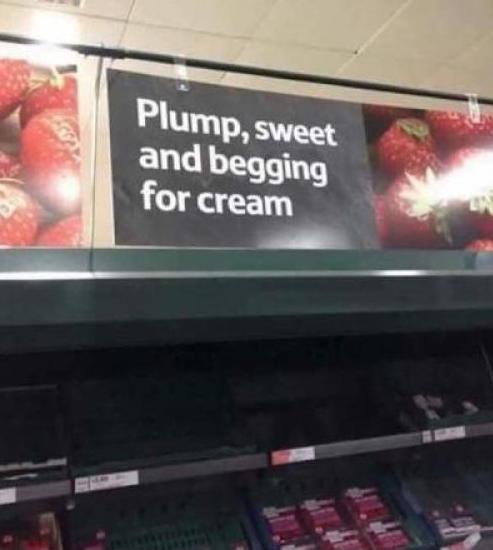 Plump, sweet
and begging
for cream